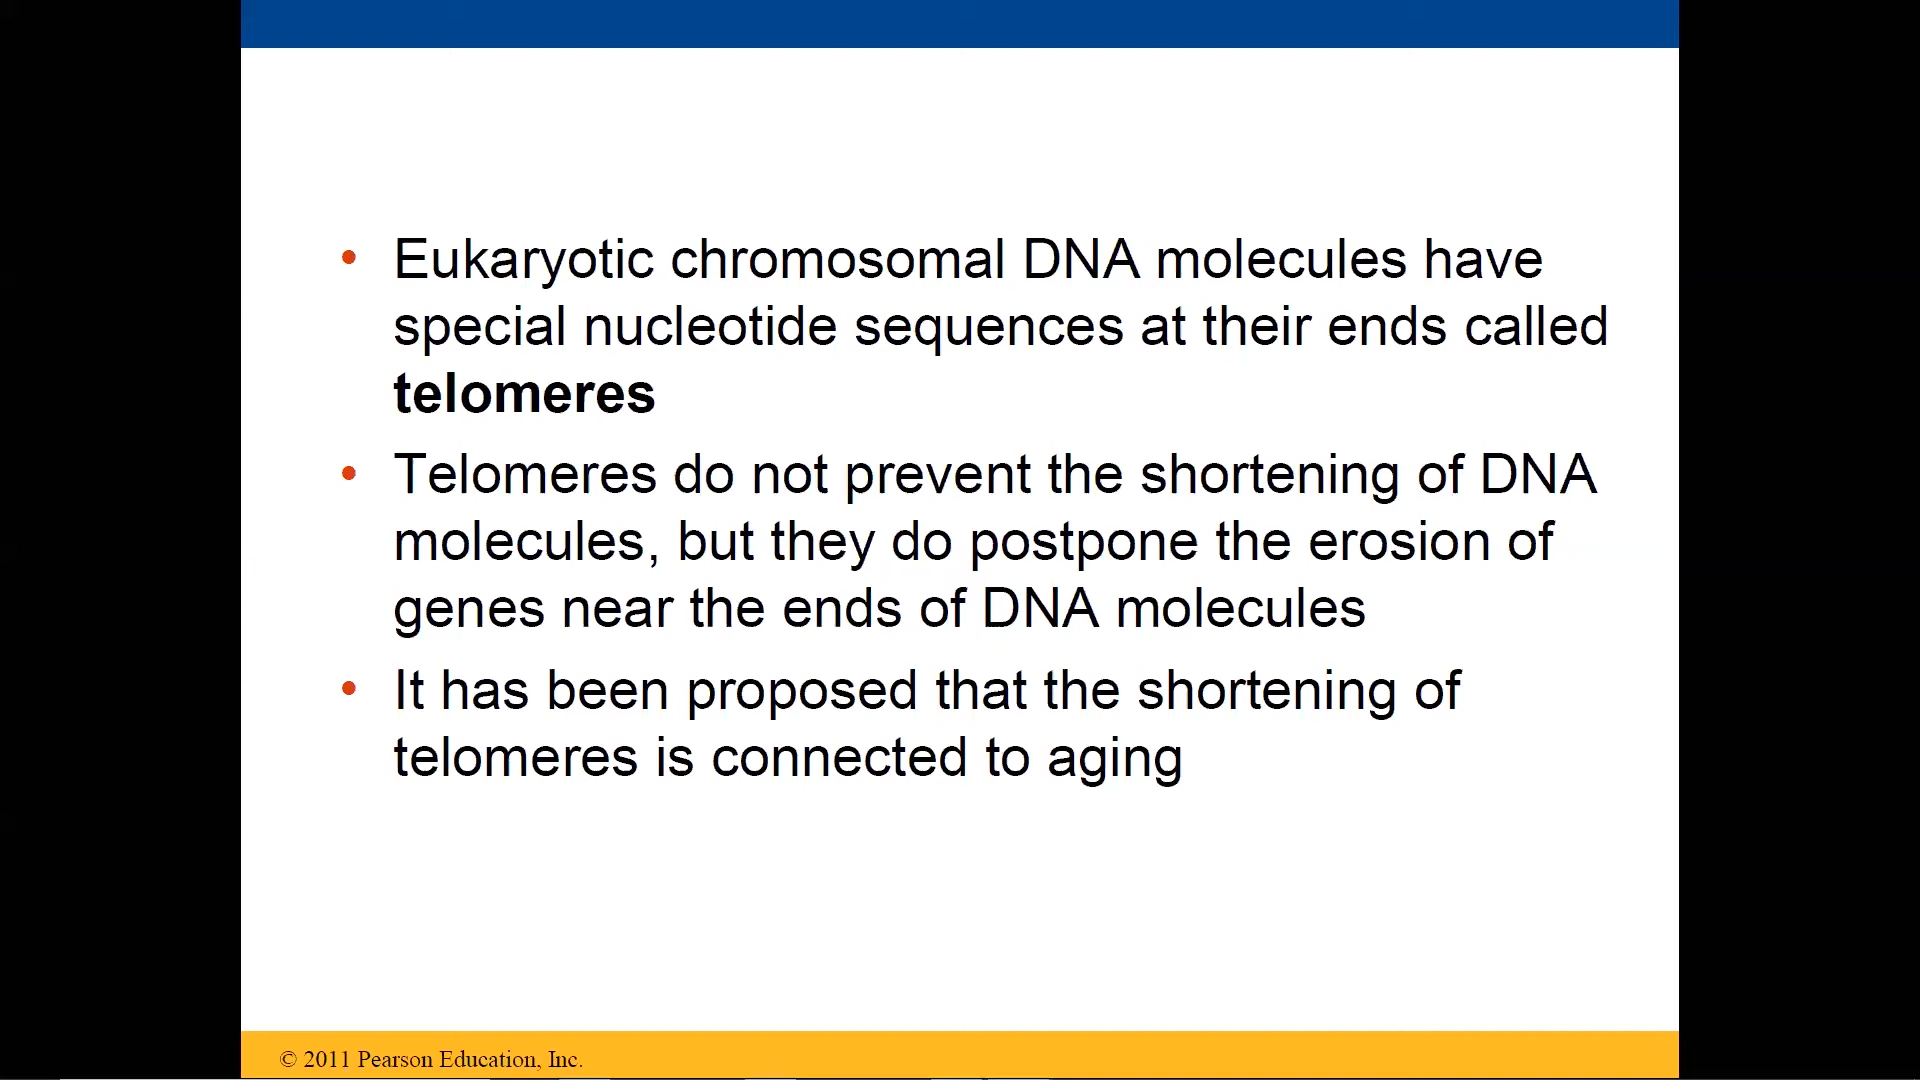 • Eukaryotic chromosomal DNA molecules have
special nucleotide sequences at their ends called
telomeres
• Telomeres do not prevent the shortening of DNA
molecules, but they do postpone the erosion of
genes near the ends of DNA molecules
• It has been proposed that the shortening of
telomeres is connected to aging
© 2011 Pearson Education, Inc.